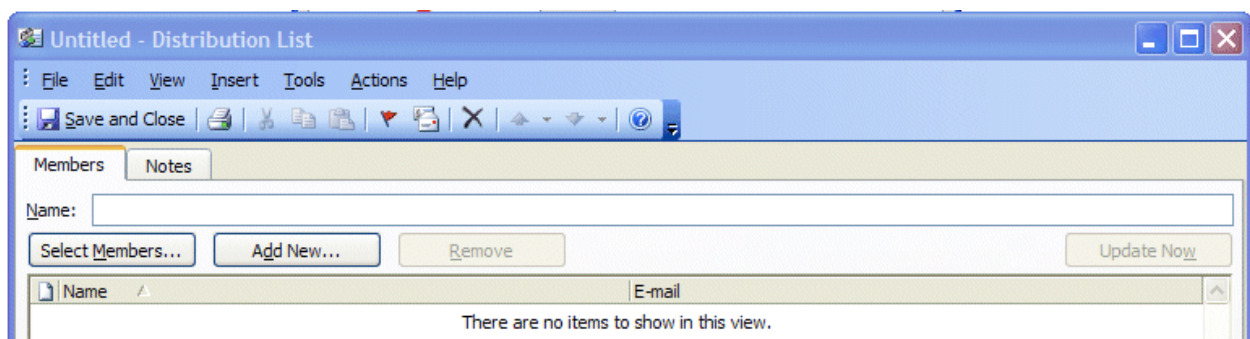 Untitled - Distribution List
File Edit View Insert Tools Actions Help
Save and Close
Members Notes
Name:
Select Members... Add New... Remove Update Now
Name E-mail
There are no items to show in this view.